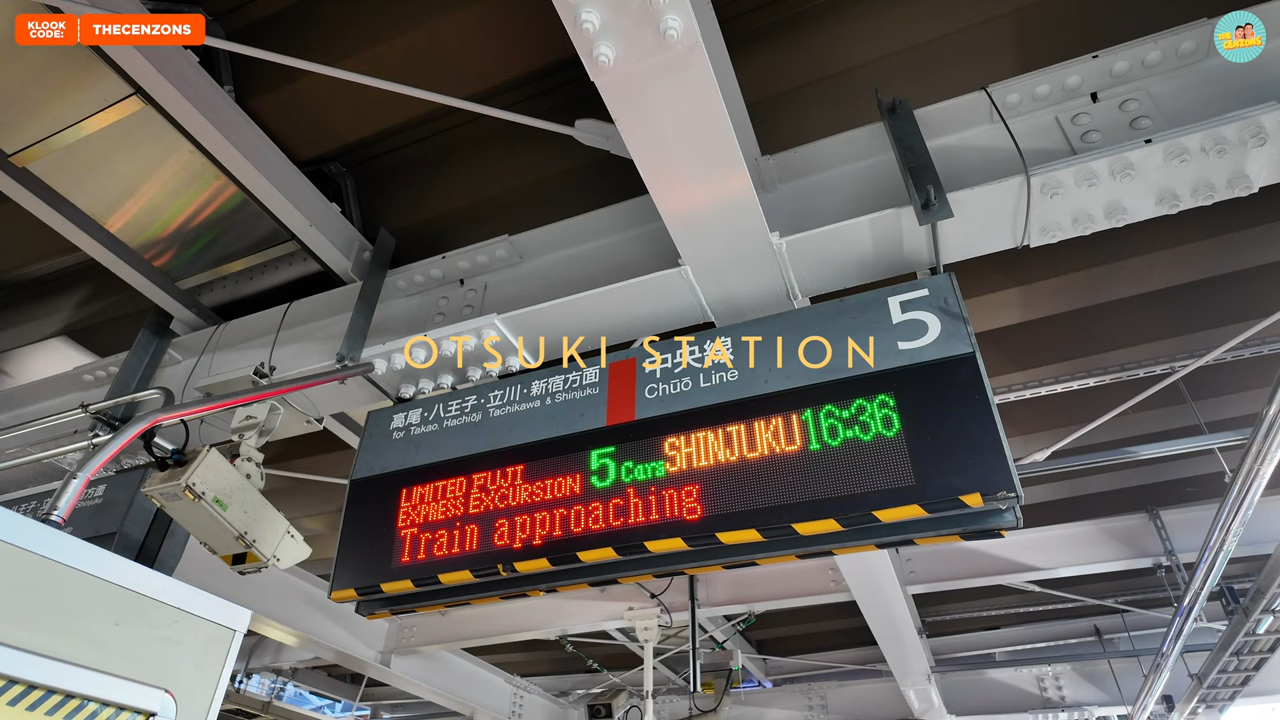 KLOOK CODE: THECENZONS
THE CENZONS
OTSUKI STATION
5
高尾・八王子・立川・新宿方面
for Takao, Hachiōji Tachikawa & Shinjuku
中央線
Chūō Line
LIMITED FUJI
EXPRESS EXCURSION 5 Cars SHINJUKU 16:36
Train approaching